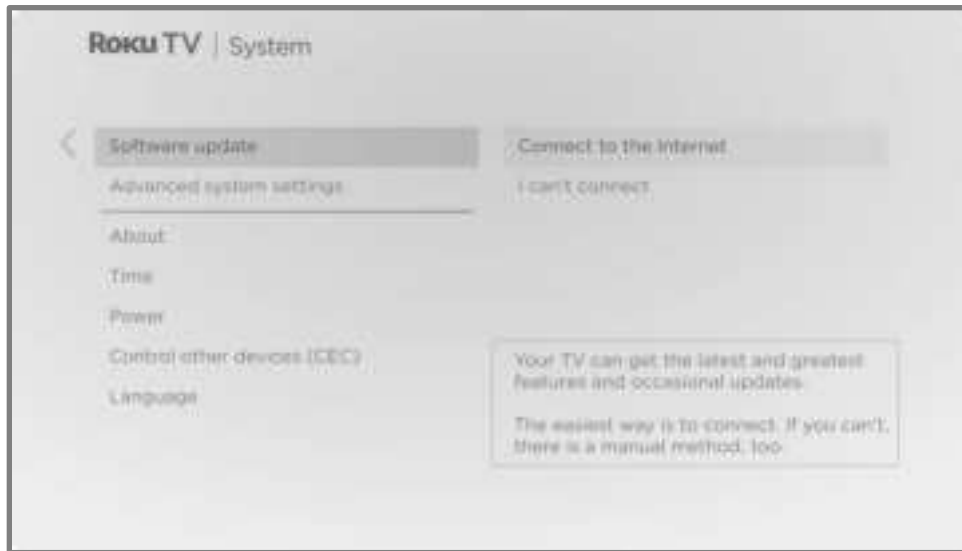 Roku TV | System
Software update
Advanced system settings
About
Time
Power
Control other devices (CEC)
Language
Connect to the Internet
I can't connect
Your TV can get the latest and greatest
features and occasional updates.
The easiest way is to connect. If you can't,
there is a manual method, too.